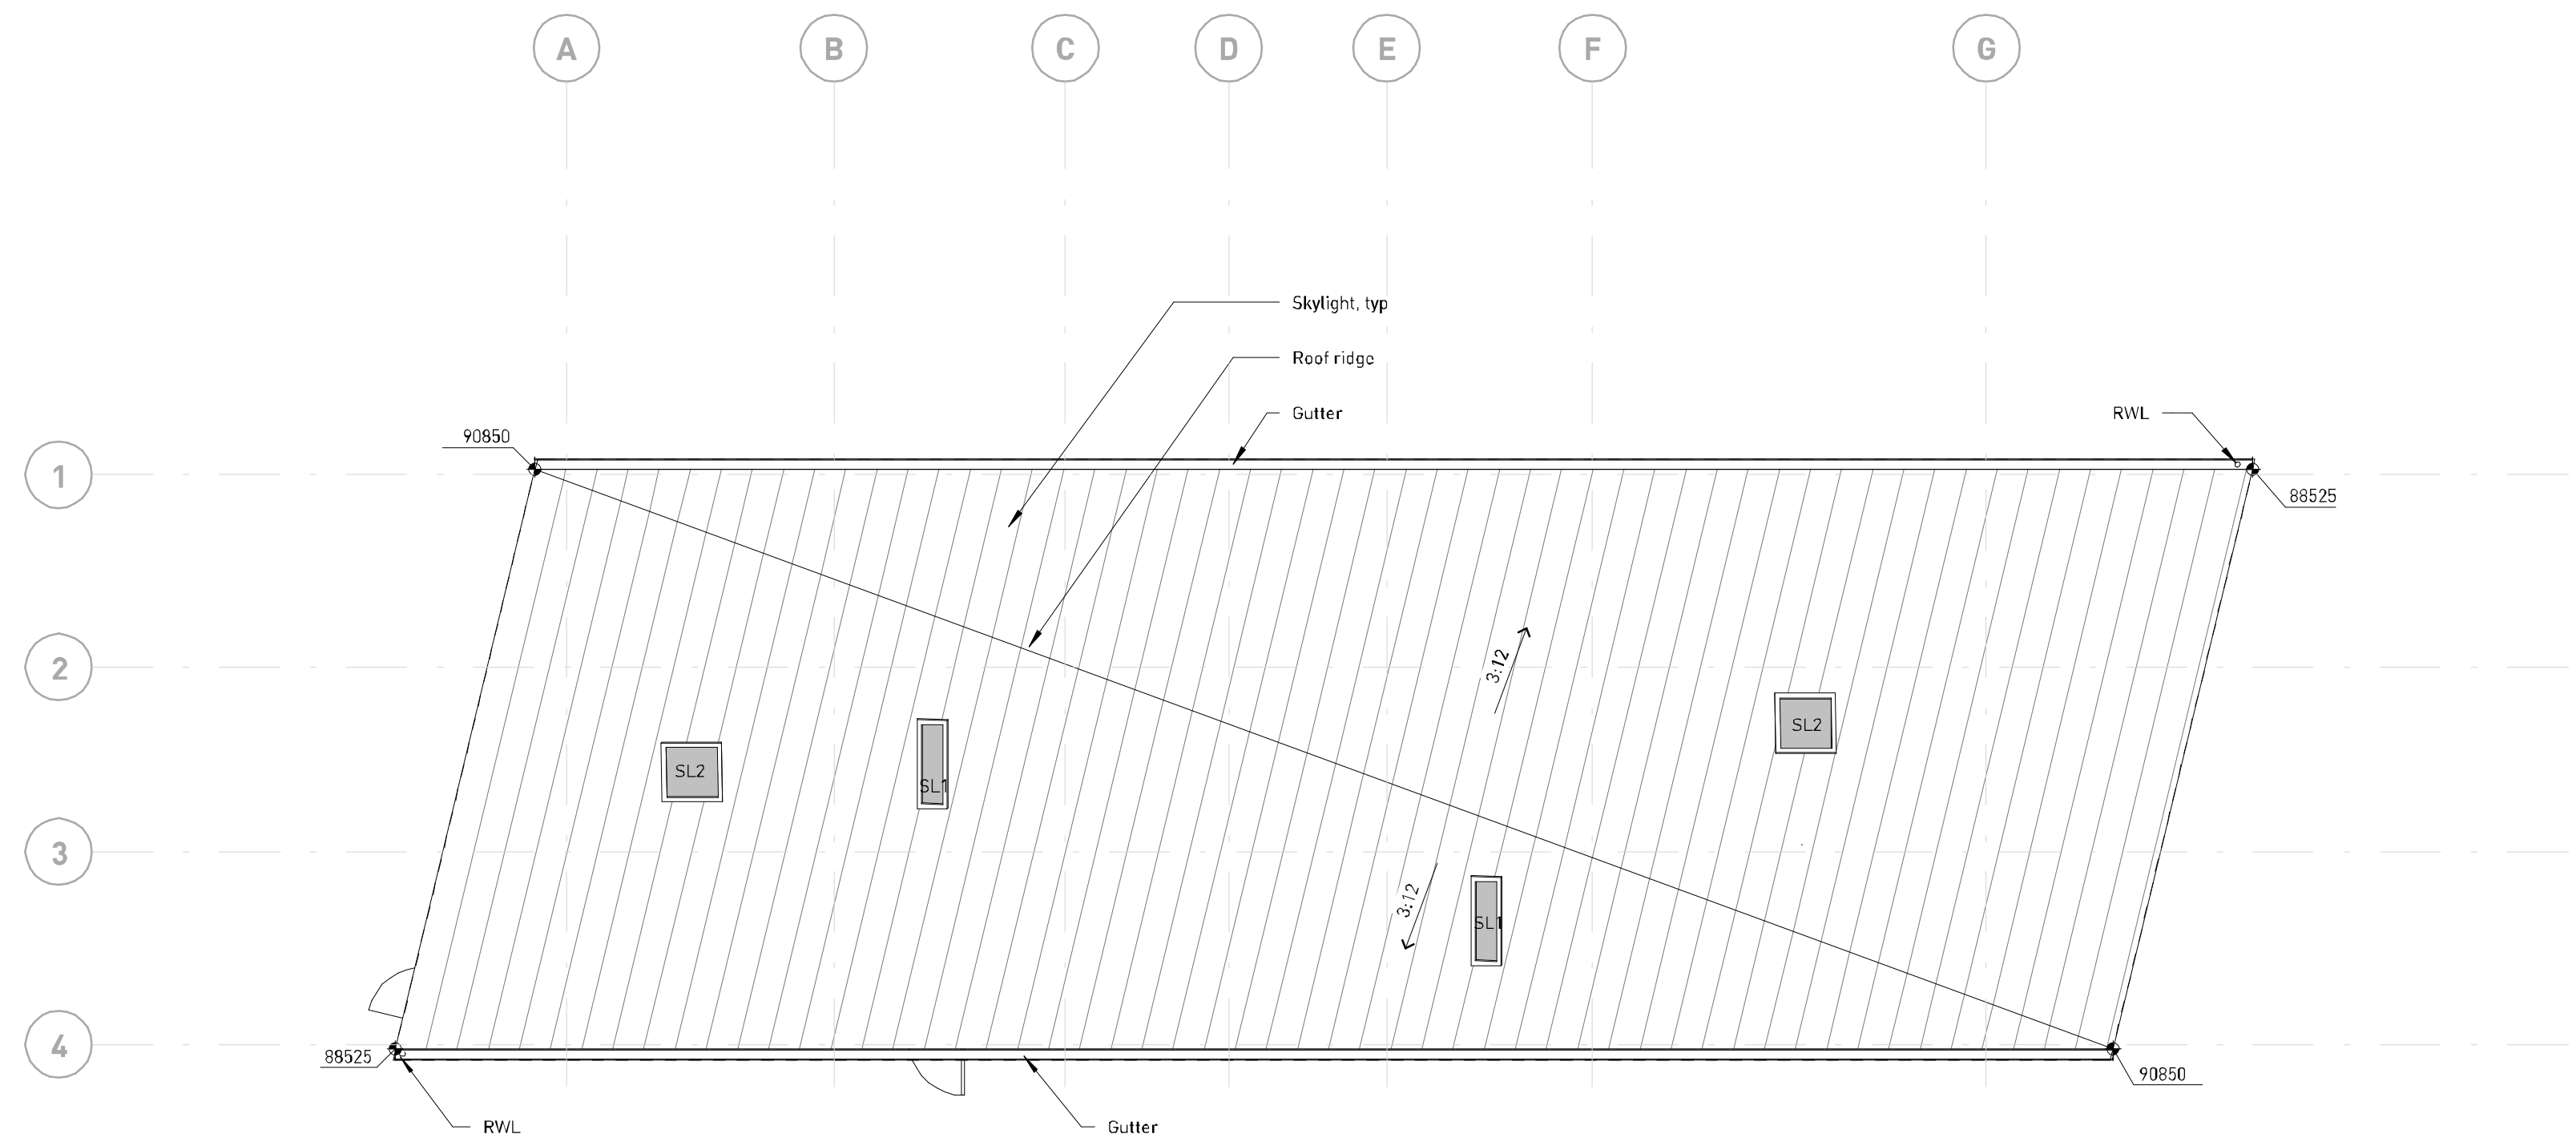 A B C D E F G
Skylight, typ
Roof ridge
Gutter
RWL
90850
1
88525
2
3:12
SL2
SL2
SL1
3
3:12
SL1
4
88525
90850
RWL
Gutter